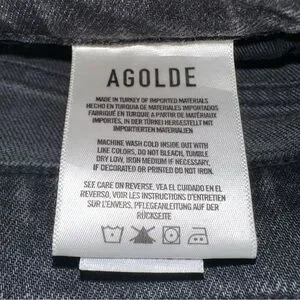 AGOLDE
MADE IN TURKEY OF IMPORTED MATERIALS
HECHO EN TURQUIA DE MATERIALES IMPORTADOS
FABRIQUÉ EN TURQUIE A PARTIR DE MATÉRIAUX
IMPORTÉS, IN DER TÜRKEI HERGESTELLT MIT
IMPORTIERTEN MATERIALIEN
MACHINE WASH COLD INSIDE OUT WITH
LIKE COLORS, DO NOT BLEACH, TUMBLE
DRY LOW, IRON MEDIUM IF NECESSARY,
IF DECORATED OR PRINTED DO NOT IRON.
SEE CARE ON REVERSE. VEA EL CUIDADO EN EL
REVERSO, VOIR LES INSTRUCTIONS D'ENTRETIEN
SUR L'ENVERS. PFLEGEANLEITUNG AUF DER
RÜCKSEITE